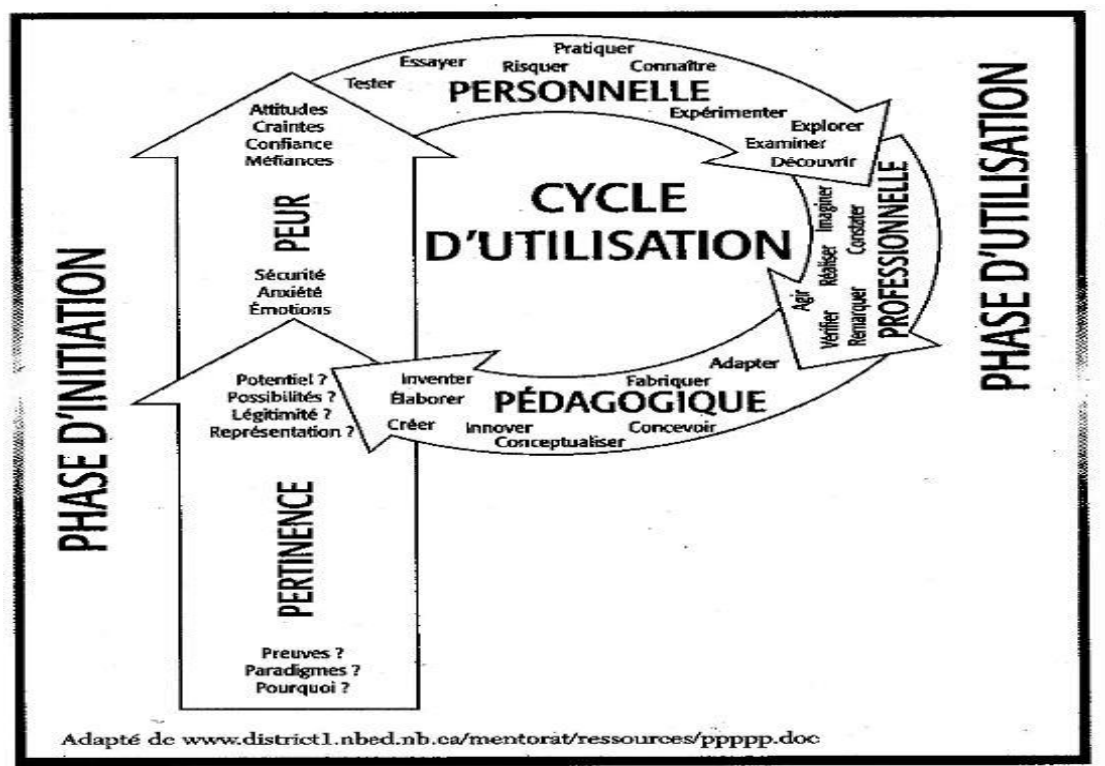 PHASE D'INITIATION
Attitudes
Craintes
Confiance
Méfiances
PEUR
Sécurité
Anxiété
Émotions
Potentiel ?
Possibilités ?
Légitimité ?
Représentation ?
PERTINENCE
Preuves ?
Paradigmes ?
Pourquoi ?
CYCLE
D'UTILISATION
Tester
Essayer
Risquer
Pratiquer
Connaître
PERSONNELLE
Expérimenter
Explorer
Examiner
Découvrir
Imaginer
Constater
Réaliser
Agir
Vérifier
Remarquer
PROFESSIONNELLE
Adapter
Fabriquer
PÉDAGOGIQUE
Concevoir
Conceptualiser
Innover
Inventer
Élaborer
Créer
PHASE D'UTILISATION
Adapté de www.district1.nbed.nb.ca/mentorat/ressources/ppppp.doc